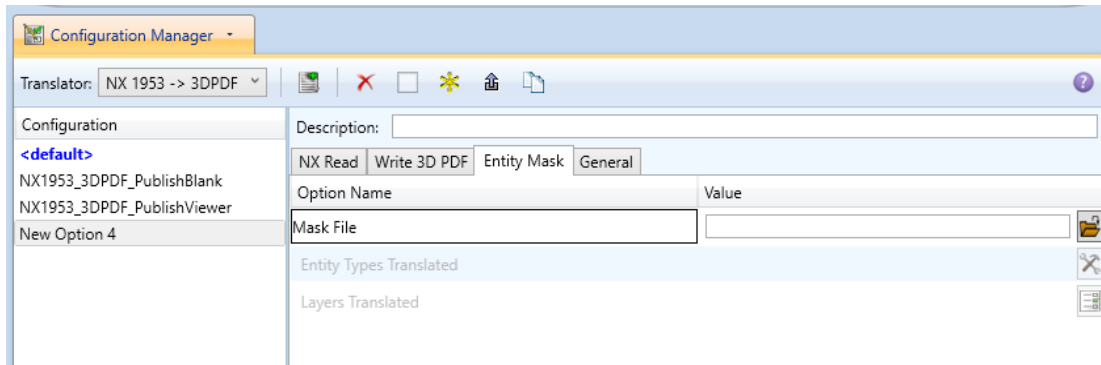 Configuration Manager
Translator: NX 1953 -> 3DPDF
Configuration
Description:
<default>
NX Read Write 3D PDF Entity Mask General
NX1953_3DPDF_PublishBlank
Option Name Value
NX1953_3DPDF_PublishViewer
Mask File
New Option 4
Entity Types Translated
Layers Translated